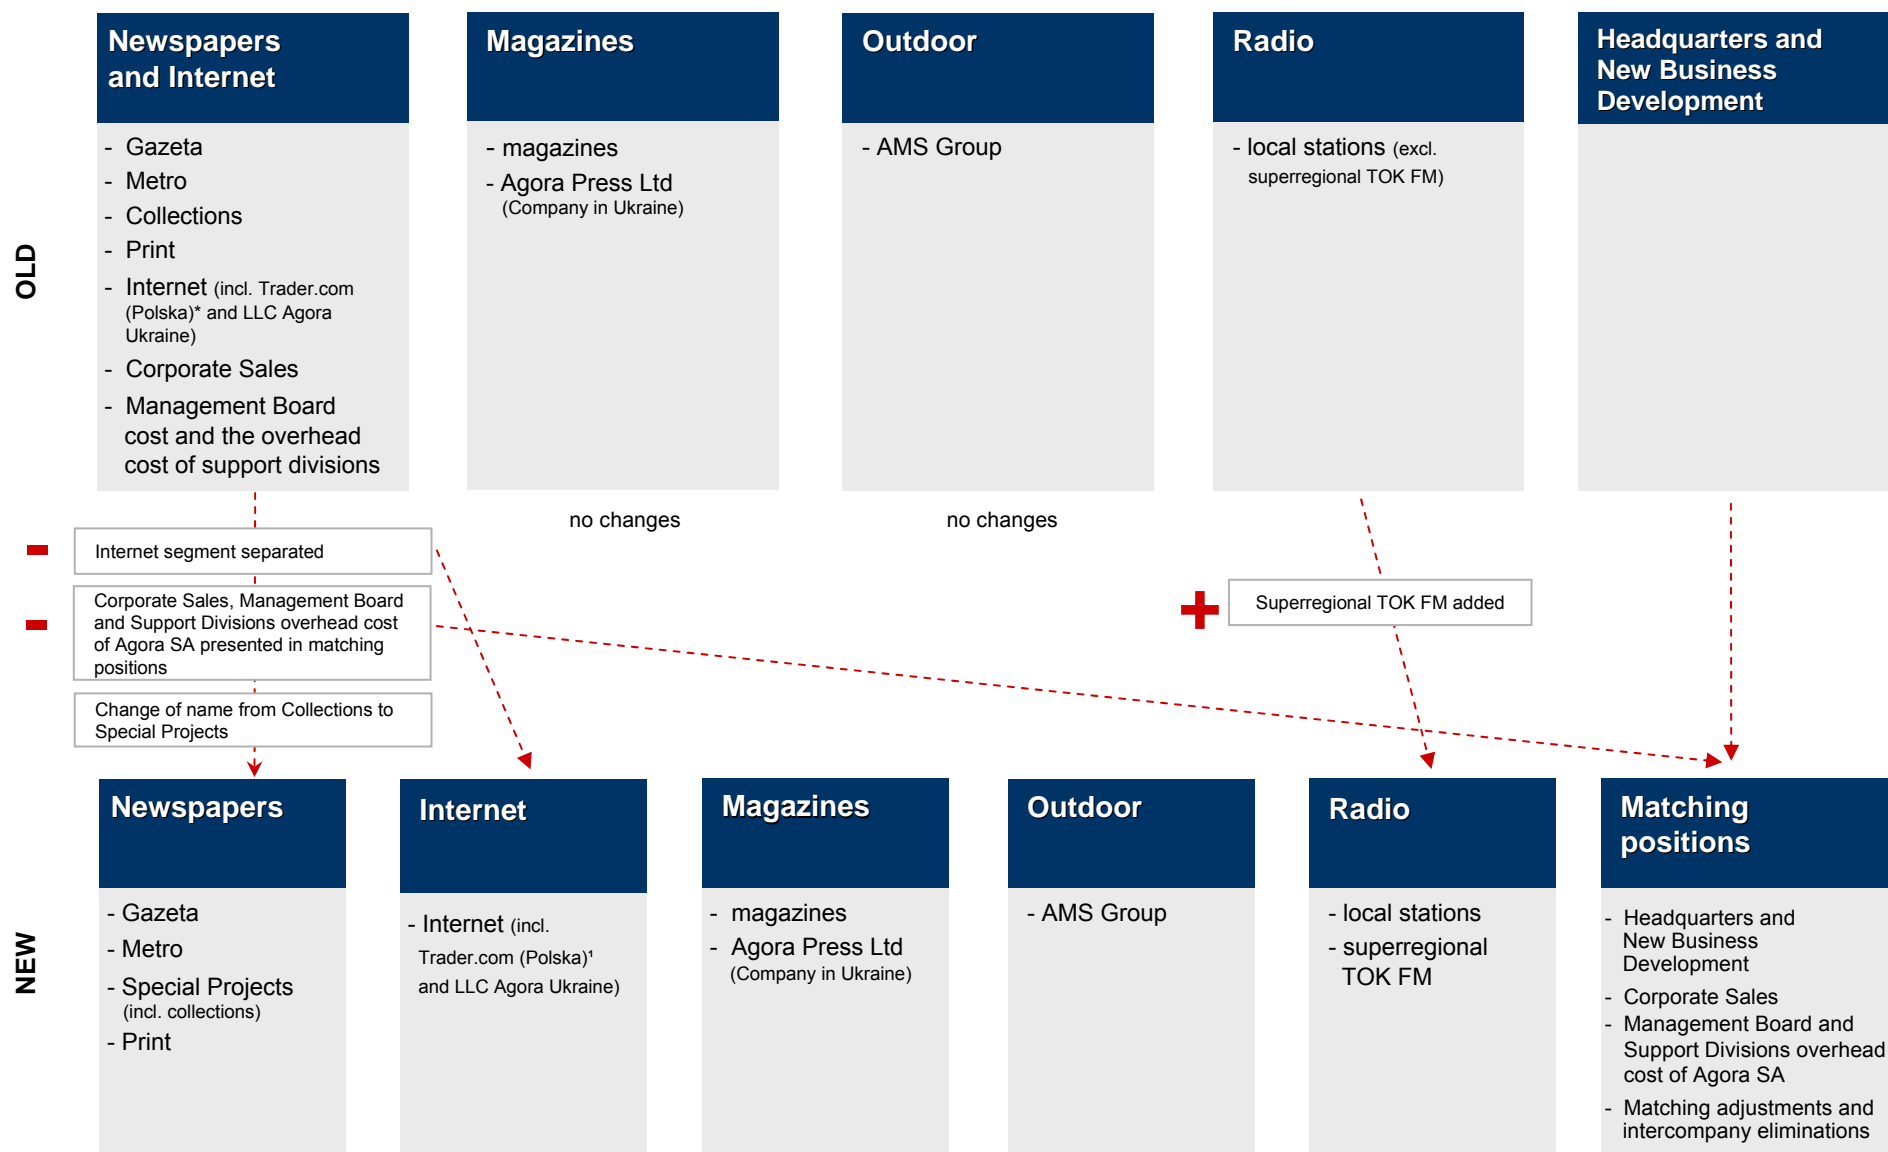 OLD
Newspapers
and Internet
- Gazeta
- Metro
- Collections
- Print
- Internet (incl. Trader.com
(Polska)* and LLC Agora
Ukraine)
- Corporate Sales
- Management Board
cost and the overhead
cost of support divisions
Magazines
- magazines
- Agora Press Ltd
(Company in Ukraine)
Outdoor
- AMS Group
Radio
- local stations (excl.
superregional TOK FM)
Headquarters and
New Business
Development
no changes
no changes
Internet segment separated
Corporate Sales, Management Board
and Support Divisions overhead cost
of Agora SA presented in matching
positions
Change of name from Collections to
Special Projects
Superregional TOK FM added
NEW
Newspapers
- Gazeta
- Metro
- Special Projects
(incl. collections)
- Print
Internet
- Internet (incl.
Trader.com (Polska)¹
and LLC Agora Ukraine)
Magazines
- magazines
- Agora Press Ltd
(Company in Ukraine)
Outdoor
- AMS Group
Radio
- local stations
- superregional
TOK FM
Matching
positions
- Headquarters and
New Business
Development
- Corporate Sales
- Management Board and
Support Divisions overhead
cost of Agora SA
- Matching adjustments and
intercompany eliminations